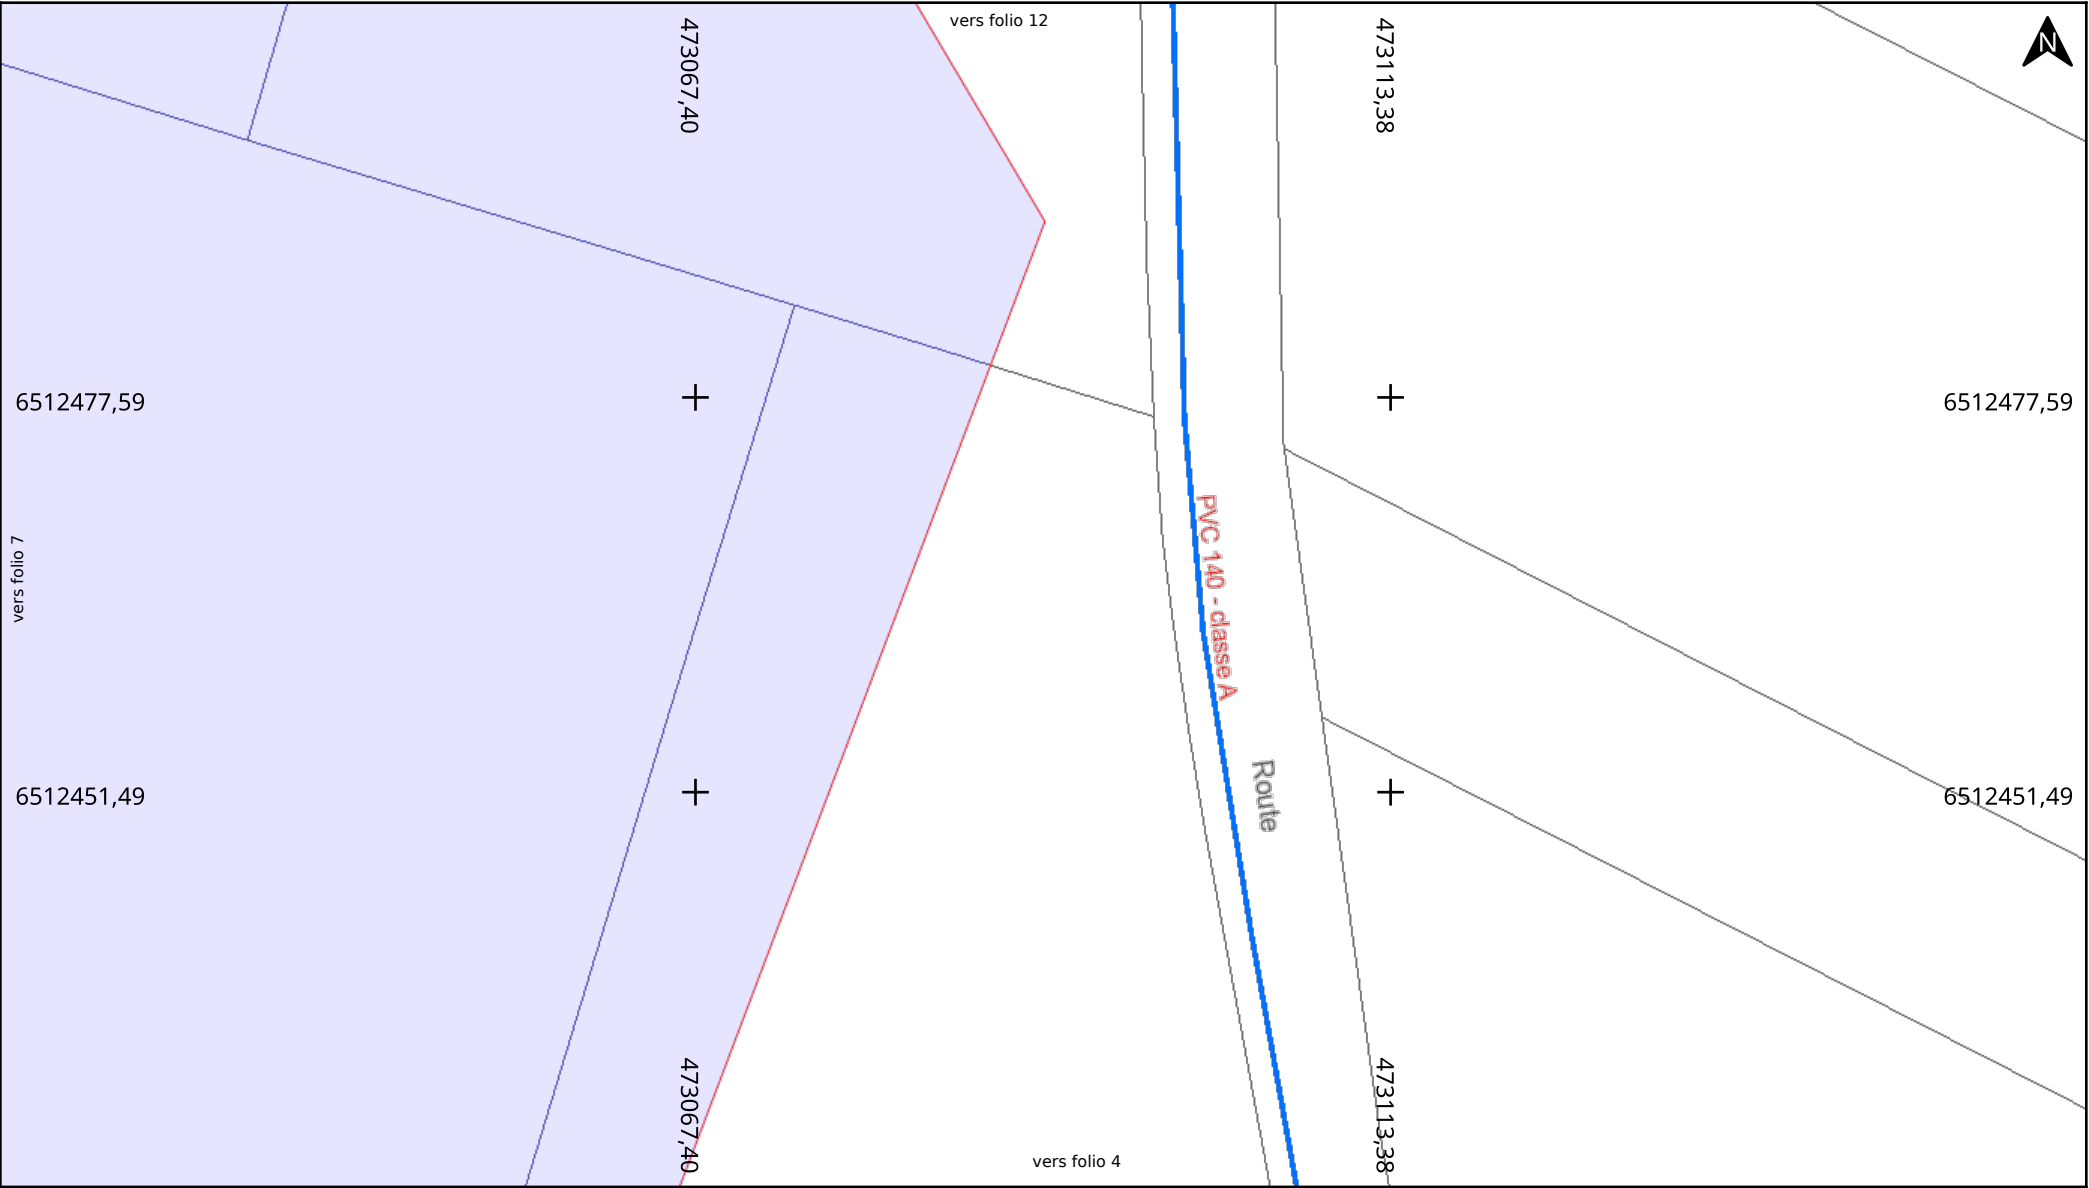 vers folio 12
473067,40
473113,38
N
6512477,59
6512477,59
vers folio 7
PVC 140 - classe A
Route
6512451,49
6512451,49
473067,40
473113,38
vers folio 4